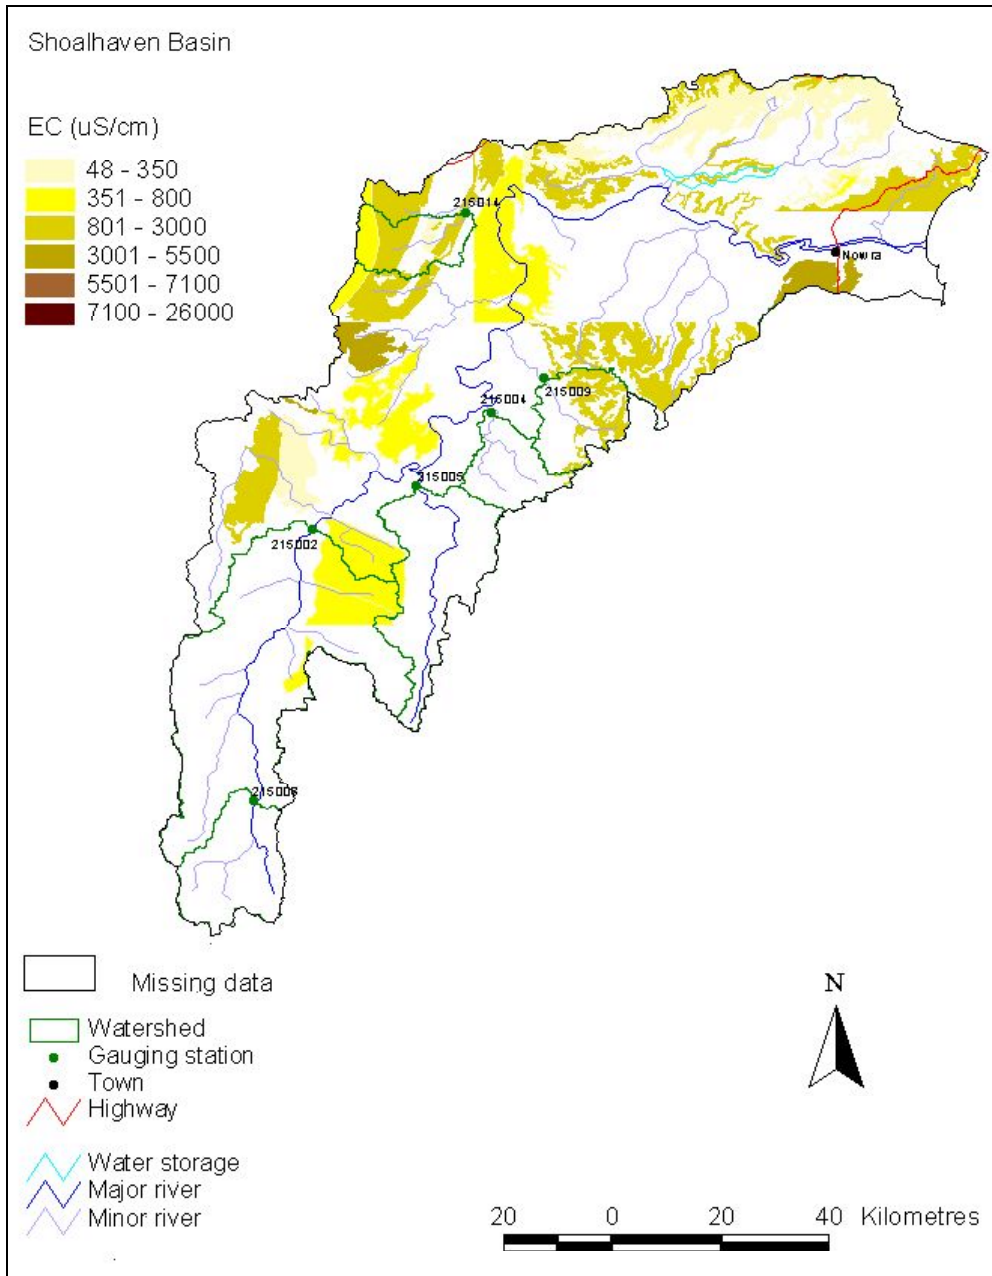 Shoalhaven Basin
EC (uS/cm)
48 - 350
351 - 800
801 - 3000
3001 - 5500
5501 - 7100
7100 - 26000
215014
Nowra
215009
215004
215005
215002
215008
Missing data
Watershed
Gauging station
Town
Highway
Water storage
Major river
Minor river
N
20 0 20 40 Kilometres